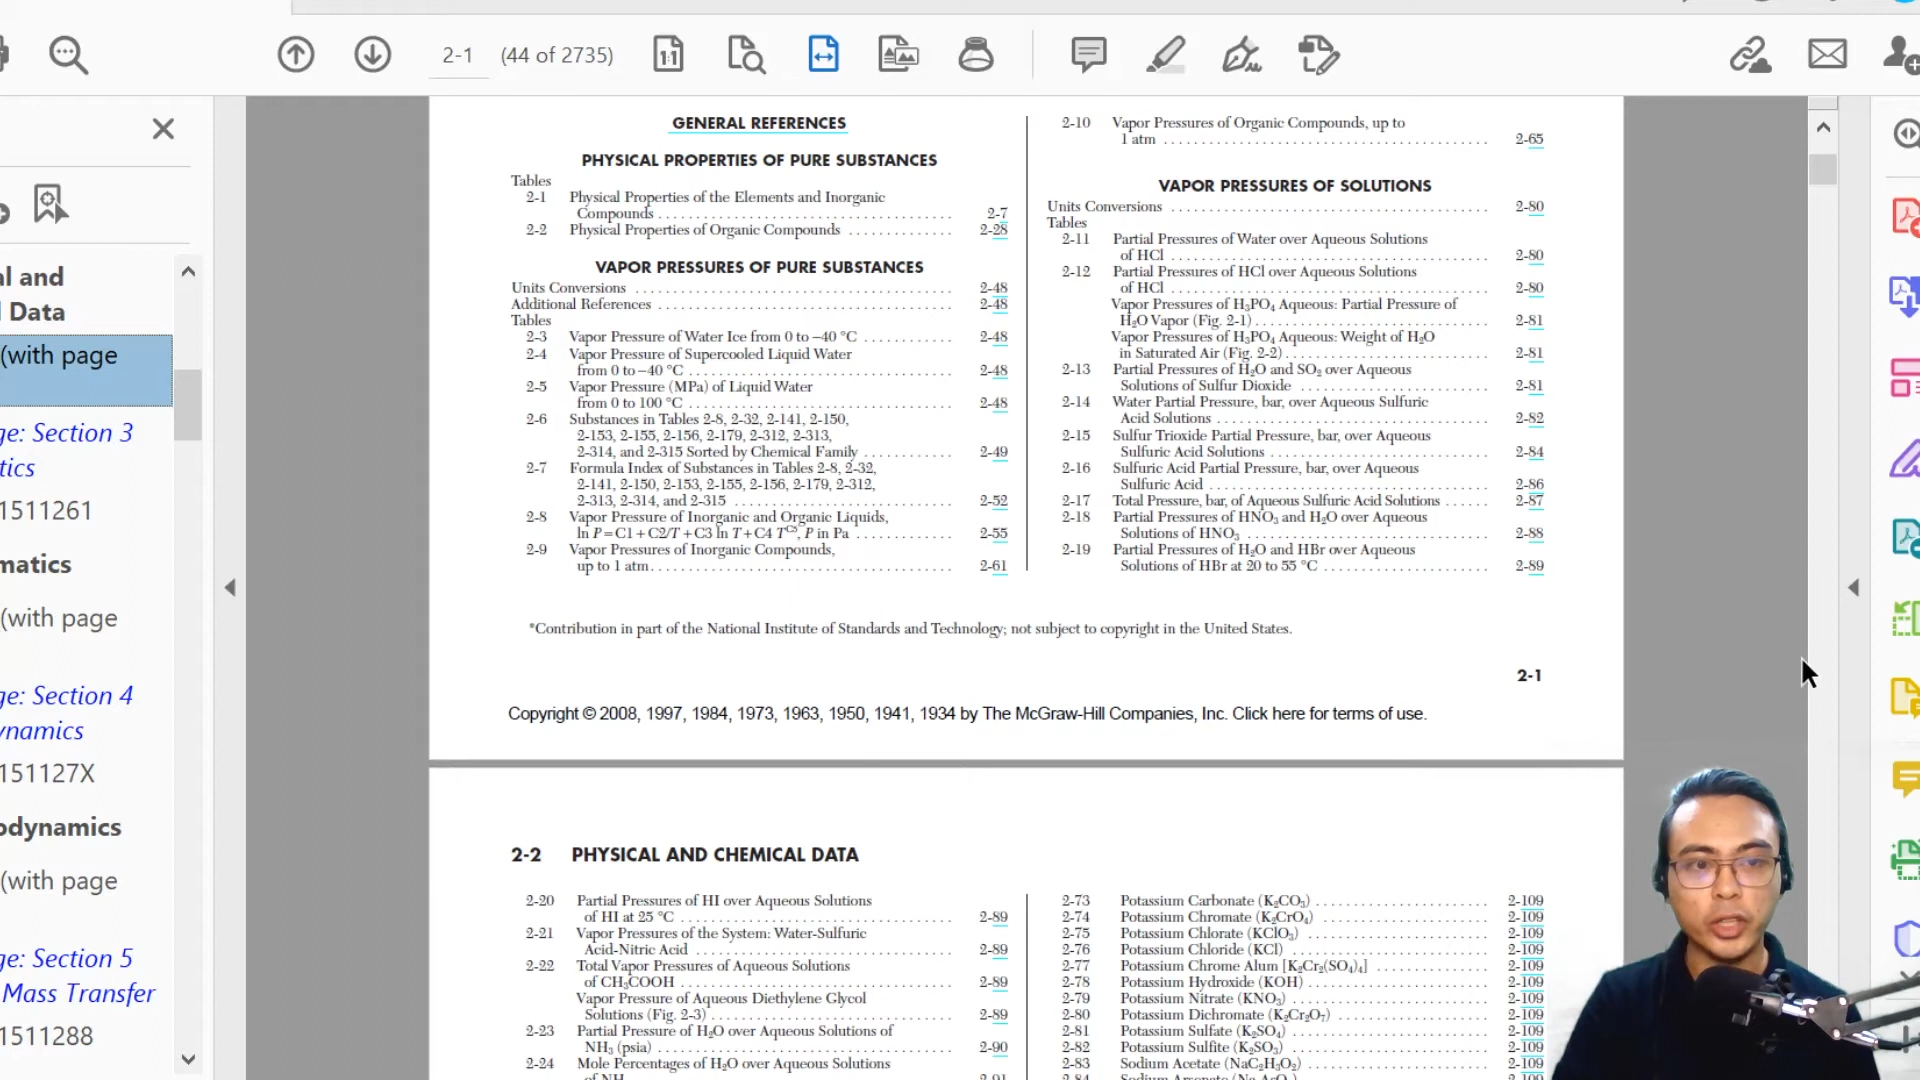 2-1 (44 of 2735)
al and
l Data
(with page
ge: Section 3
tics
1511261
matics
(with page
ge: Section 4
ynamics
151127X
odynamics
(with page
ge: Section 5
Mass Transfer
1511288
GENERAL REFERENCES
PHYSICAL PROPERTIES OF PURE SUBSTANCES
Tables
2-1 Physical Properties of the Elements and Inorganic
Compounds . . . . . . . . . . . . . . . . . . . . 2-7
2-2 Physical Properties of Organic Compounds . . . . . . . . . . 2-28
VAPOR PRESSURES OF PURE SUBSTANCES
Units Conversions . . . . . . . . . . . . . . . . . . . . 2-48
Additional References . . . . . . . . . . . . . . . . . . . . 2-48
Tables
2-3 Vapor Pressure of Water Ice from 0 to −40 °C . . . . . . . . . . 2-48
2-4 Vapor Pressure of Supercooled Liquid Water
from 0 to −40 °C . . . . . . . . . . . . . . . . . . . . 2-48
2-5 Vapor Pressure (MPa) of Liquid Water
from 0 to 100 °C . . . . . . . . . . . . . . . . . . . . 2-48
2-6 Substances in Tables 2-8, 2-32, 2-141, 2-150,
2-153, 2-155, 2-156, 2-179, 2-312, 2-313,
2-314, and 2-315 Sorted by Chemical Family . . . . . . . . . . 2-49
2-7 Formula Index of Substances in Tables 2-8, 2-32,
2-141, 2-150, 2-153, 2-155, 2-156, 2-179, 2-312,
2-313, 2-314, and 2-315 . . . . . . . . . . . . . . . . . . . . 2-52
2-8 Vapor Pressure of Inorganic and Organic Liquids,
ln P = C1 + C2/T + C3 ln T + C4 T^C5, P in Pa . . . . . . . . . . 2-55
2-9 Vapor Pressures of Inorganic Compounds,
up to 1 atm . . . . . . . . . . . . . . . . . . . . 2-61
2-10 Vapor Pressures of Organic Compounds, up to
1 atm . . . . . . . . . . . . . . . . . . . . 2-65
VAPOR PRESSURES OF SOLUTIONS
Units Conversions . . . . . . . . . . . . . . . . . . . . 2-80
Tables
2-11 Partial Pressures of Water over Aqueous Solutions
of HCl . . . . . . . . . . . . . . . . . . . . 2-80
2-12 Partial Pressures of HCl over Aqueous Solutions
of HCl . . . . . . . . . . . . . . . . . . . . 2-80
Vapor Pressures of H₃PO₄ Aqueous: Partial Pressure of
H₂O Vapor (Fig. 2-1) . . . . . . . . . . . . . . . . . . . . 2-81
Vapor Pressures of H₃PO₄ Aqueous: Weight of H₂O
in Saturated Air (Fig. 2-2) . . . . . . . . . . . . . . . . . . . . 2-81
2-13 Partial Pressures of H₂O and SO₂ over Aqueous
Solutions of Sulfur Dioxide . . . . . . . . . . . . . . . . . . . . 2-81
2-14 Water Partial Pressure, bar, over Aqueous Sulfuric
Acid Solutions . . . . . . . . . . . . . . . . . . . . 2-82
2-15 Sulfur Trioxide Partial Pressure, bar, over Aqueous
Sulfuric Acid Solutions . . . . . . . . . . . . . . . . . . . . 2-84
2-16 Sulfuric Acid Partial Pressure, bar, over Aqueous
Sulfuric Acid . . . . . . . . . . . . . . . . . . . . 2-86
2-17 Total Pressure, bar, of Aqueous Sulfuric Acid Solutions . . . . . . 2-87
2-18 Partial Pressures of HNO₃ and H₂O over Aqueous
Solutions of HNO₃ . . . . . . . . . . . . . . . . . . . . 2-88
2-19 Partial Pressures of H₂O and HBr over Aqueous
Solutions of HBr at 20 to 55 °C . . . . . . . . . . . . . . . . . . . . 2-89
*Contribution in part of the National Institute of Standards and Technology; not subject to copyright in the United States.
2-1
Copyright © 2008, 1997, 1984, 1973, 1963, 1950, 1941, 1934 by The McGraw-Hill Companies, Inc. Click here for terms of use.
2-2 PHYSICAL AND CHEMICAL DATA
2-20 Partial Pressures of HI over Aqueous Solutions
of HI at 25 °C . . . . . . . . . . . . . . . . . . . . 2-89
2-21 Vapor Pressures of the System: Water-Sulfuric
Acid-Nitric Acid . . . . . . . . . . . . . . . . . . . . 2-89
2-22 Total Vapor Pressures of Aqueous Solutions
of CH₃COOH . . . . . . . . . . . . . . . . . . . . 2-89
Vapor Pressure of Aqueous Diethylene Glycol
Solutions (Fig. 2-3) . . . . . . . . . . . . . . . . . . . . 2-89
2-23 Partial Pressure of H₂O over Aqueous Solutions of
NH₃ (psia) . . . . . . . . . . . . . . . . . . . . 2-90
2-24 Mole Percentages of H₂O over Aqueous Solutions
of NH 2-91
2-73 Potassium Carbonate (K₂CO₃) . . . . . . . . . . 2-109
2-74 Potassium Chromate (K₂CrO₄) . . . . . . . . . . 2-109
2-75 Potassium Chlorate (KClO₃) . . . . . . . . . . 2-109
2-76 Potassium Chloride (KCl) . . . . . . . . . . 2-109
2-77 Potassium Chrome Alum [K₂Cr₂(SO₄)₄] . . . . . . . . . . 2-109
2-78 Potassium Hydroxide (KOH) . . . . . . . . . . 2-109
2-79 Potassium Nitrate (KNO₃) . . . . . . . . . . 2-109
2-80 Potassium Dichromate (K₂Cr₂O₇) . . . . . . . . . . 2-109
2-81 Potassium Sulfate (K₂SO₄) . . . . . . . . . . 2-109
2-82 Potassium Sulfite (K₂SO₃) . . . . . . . . . . 2-109
2-83 Sodium Acetate (NaC₂H₃O₂) . . . . . . . . . . 2-109
2-84 Sodium Arsenate 2-109